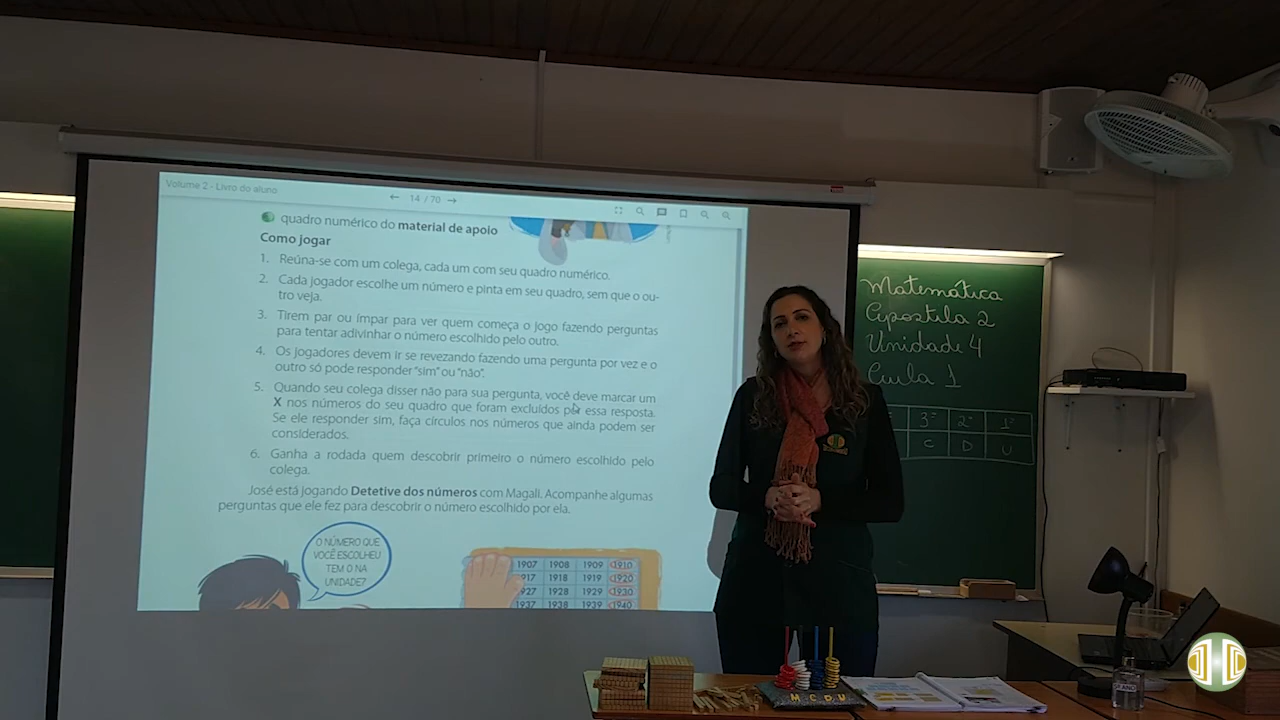 Volume 2 - Livro do aluno
14 / 70
quadro numérico do material de apoio
Como jogar
1. Reúna-se com um colega, cada um com seu quadro numérico.
2. Cada jogador escolhe um número e pinta em seu quadro, sem que o ou-
tro veja.
3. Tirem par ou ímpar para ver quem começa o jogo fazendo perguntas
para tentar adivinhar o número escolhido pelo outro.
4. Os jogadores devem ir se revezando fazendo uma pergunta por vez e o
outro só pode responder "sim" ou "não".
5. Quando seu colega disser não para sua pergunta, você deve marcar um
X nos números do seu quadro que foram excluídos por essa resposta.
Se ele responder sim, faça círculos nos números que ainda podem ser
considerados.
6. Ganha a rodada quem descobrir primeiro o número escolhido pelo
colega.
José está jogando Detetive dos números com Magali. Acompanhe algumas
perguntas que ele fez para descobrir o número escolhido por ela.
O NÚMERO QUE
VOCÊ ESCOLHEU
TEM 0 NA
UNIDADE?
1907 1908 1909 1910
1918 1919 1920
1928 1929 1930
1937 1938 1939 1940
Matemática
Apostila 2
Unidade 4
Aula 1
3ª 2ª 1ª
C D U
M C D U